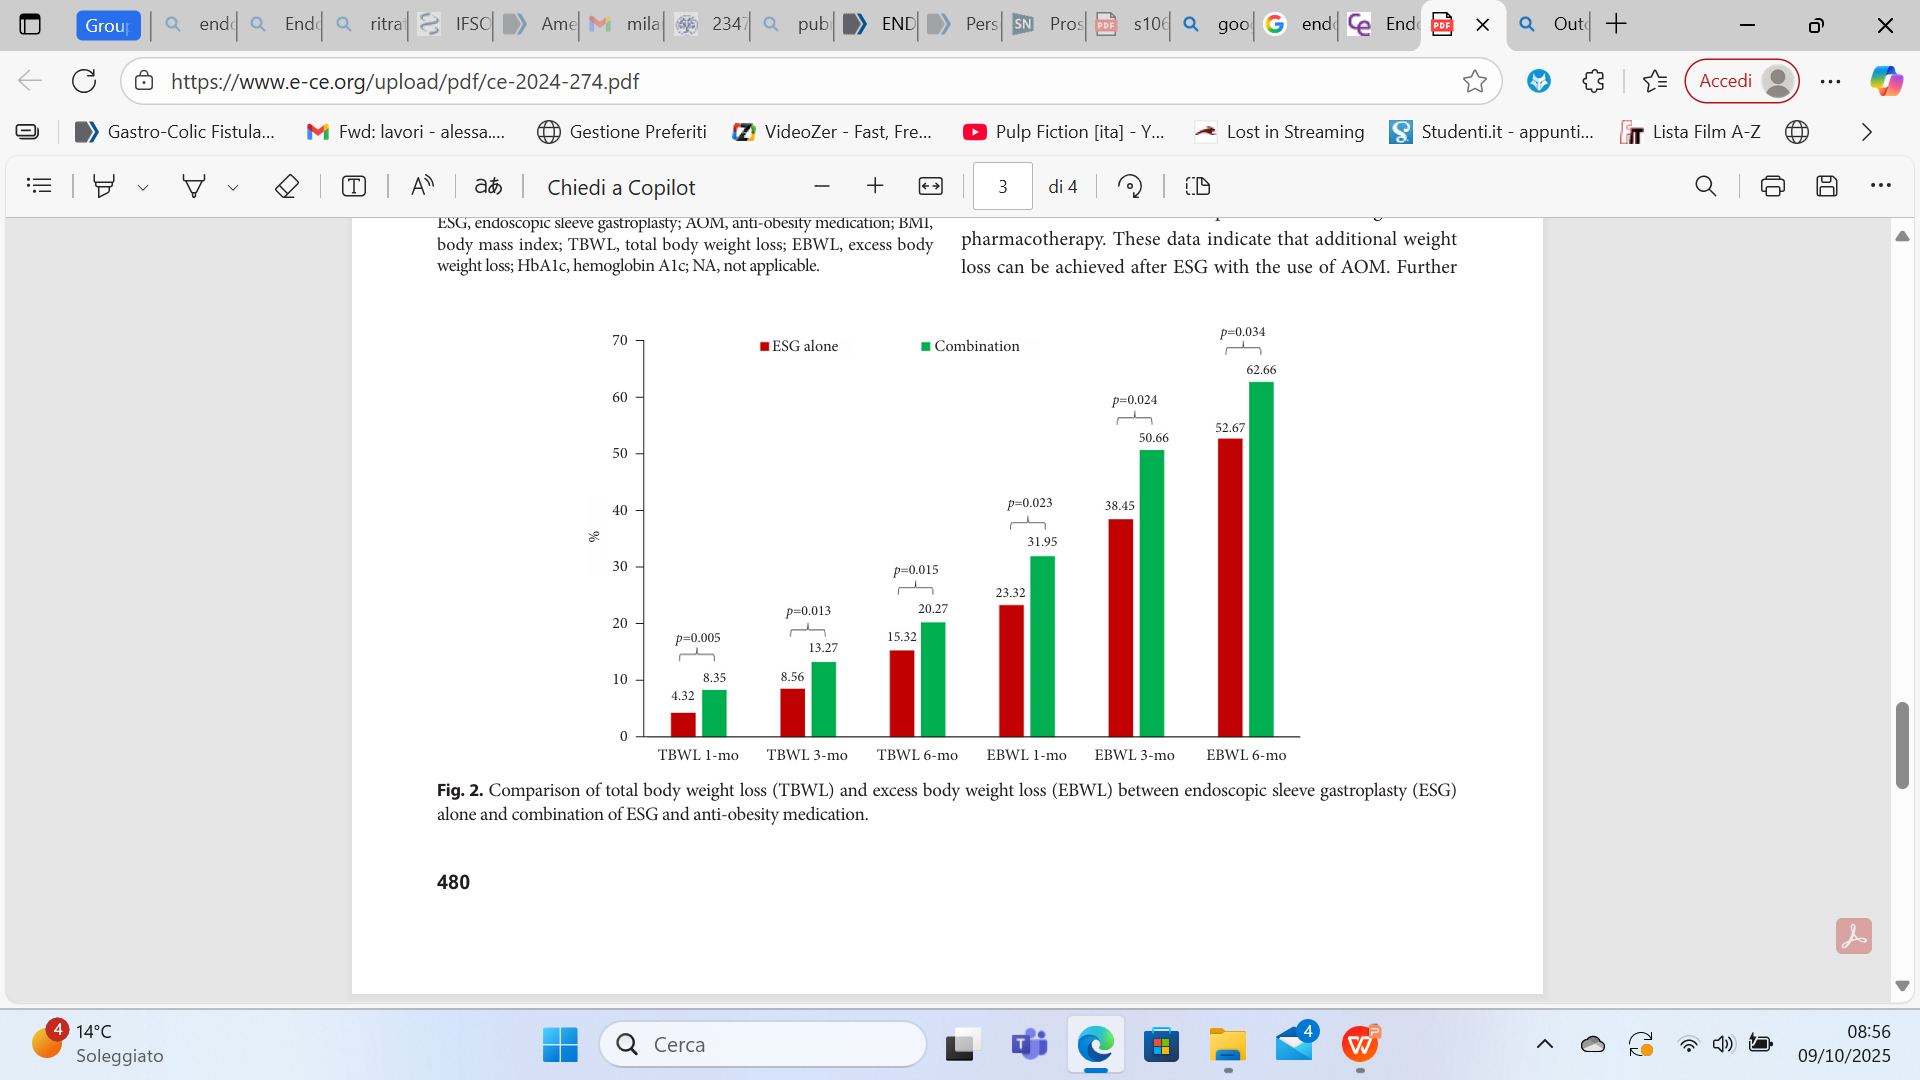 Group
endo
Endo
ritrat
IFSO
Ame
mila
2347
pub
END
Pers
SN
Pros
s106
goo
endo
Endo
Outc
https://www.e-ce.org/upload/pdf/ce-2024-274.pdf
Accedi
Gastro-Colic Fistula...
Fwd: lavori - alessa....
Gestione Preferiti
VideoZer - Fast, Fre...
Pulp Fiction [ita] - Y...
Lost in Streaming
Studenti.it - appunti...
Lista Film A-Z
Chiedi a Copilot
3
di 4
ESG, endoscopic sleeve gastroplasty; AOM, anti-obesity medication; BMI,
body mass index; TBWL, total body weight loss; EBWL, excess body
weight loss; HbA1c, hemoglobin A1c; NA, not applicable.
pharmacotherapy. These data indicate that additional weight
loss can be achieved after ESG with the use of AOM. Further
ESG alone
Combination
%
70
60
50
40
30
20
10
0
p=0.005
4.32
8.35
p=0.013
8.56
13.27
p=0.015
15.32
20.27
p=0.023
23.32
31.95
p=0.024
38.45
50.66
p=0.034
52.67
62.66
TBWL 1-mo
TBWL 3-mo
TBWL 6-mo
EBWL 1-mo
EBWL 3-mo
EBWL 6-mo
Fig. 2. Comparison of total body weight loss (TBWL) and excess body weight loss (EBWL) between endoscopic sleeve gastroplasty (ESG)
alone and combination of ESG and anti-obesity medication.
480
4
14°C
Soleggiato
Cerca
4
08:56
09/10/2025